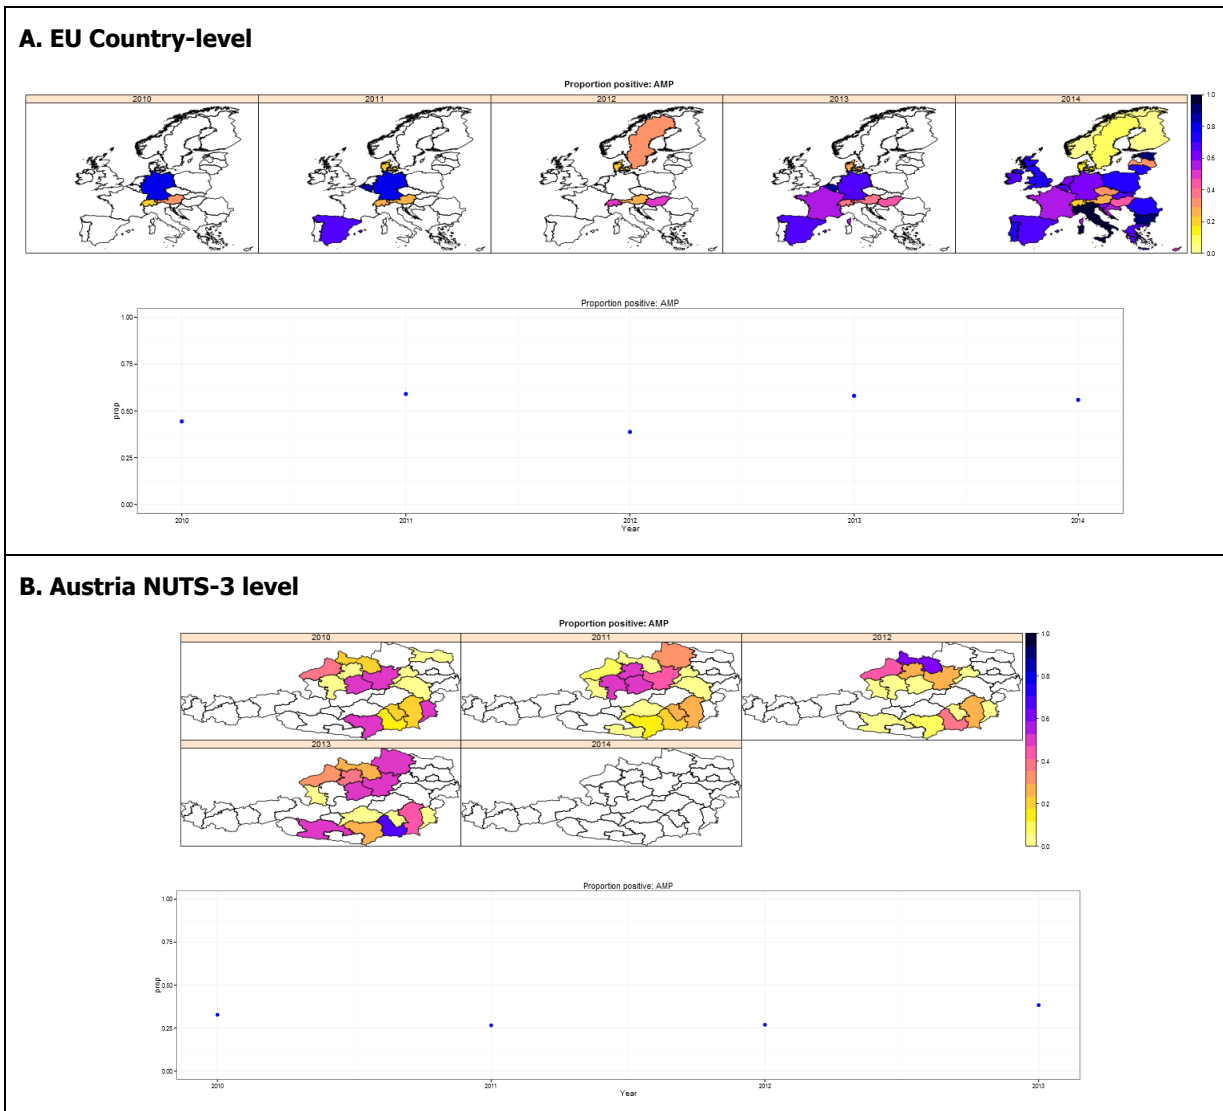 A. EU Country-level
Proportion positive: AMP
2010 2011 2012 2013 2014
1.0
0.8
0.6
0.4
0.2
0.0
Proportion positive: AMP
1.00
0.75
0.50
0.25
0.00
prop
2010 2011 2012 2013 2014
Year
B. Austria NUTS-3 level
Proportion positive: AMP
2010 2011 2012
2013 2014
1.0
0.8
0.6
0.4
0.2
0.0
Proportion positive: AMP
1.00
0.75
0.50
0.25
0.00
prop
2010 2011 2012 2013
Year